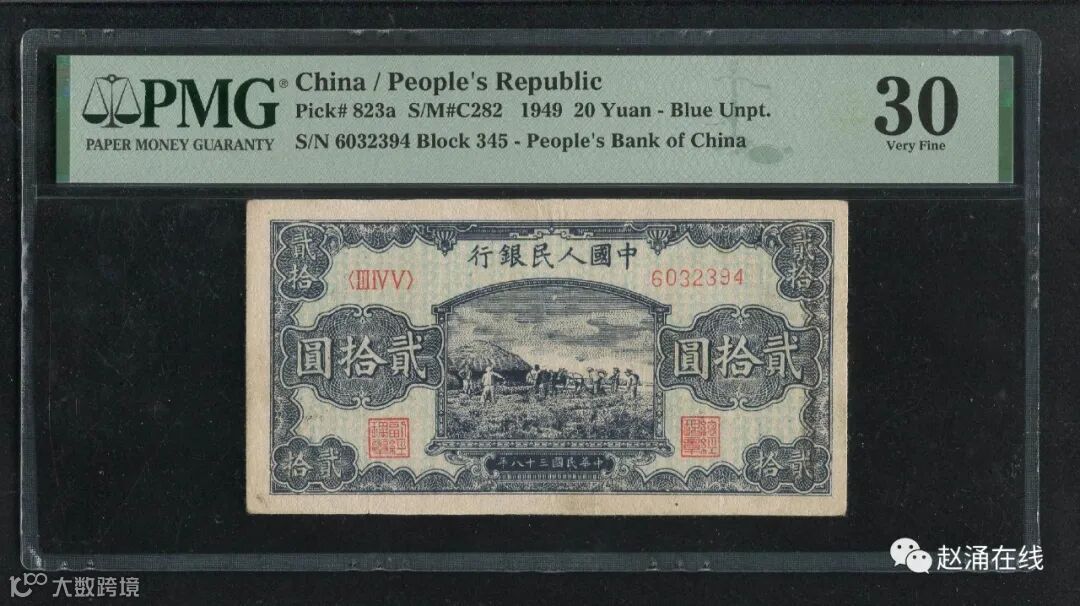 PMG®
PAPER MONEY GUARANTY
China / People's Republic
Pick# 823a S/M#C282 1949 20 Yuan - Blue Unpt.
S/N 6032394 Block 345 - People's Bank of China
30
Very Fine
行銀民人國中
〈ⅢⅣⅤ〉
6032394
貳拾
貳拾
圓拾貳
圓拾貳
拾貳
年八十三國民華中
拾貳
赵涌在线
大数跨境